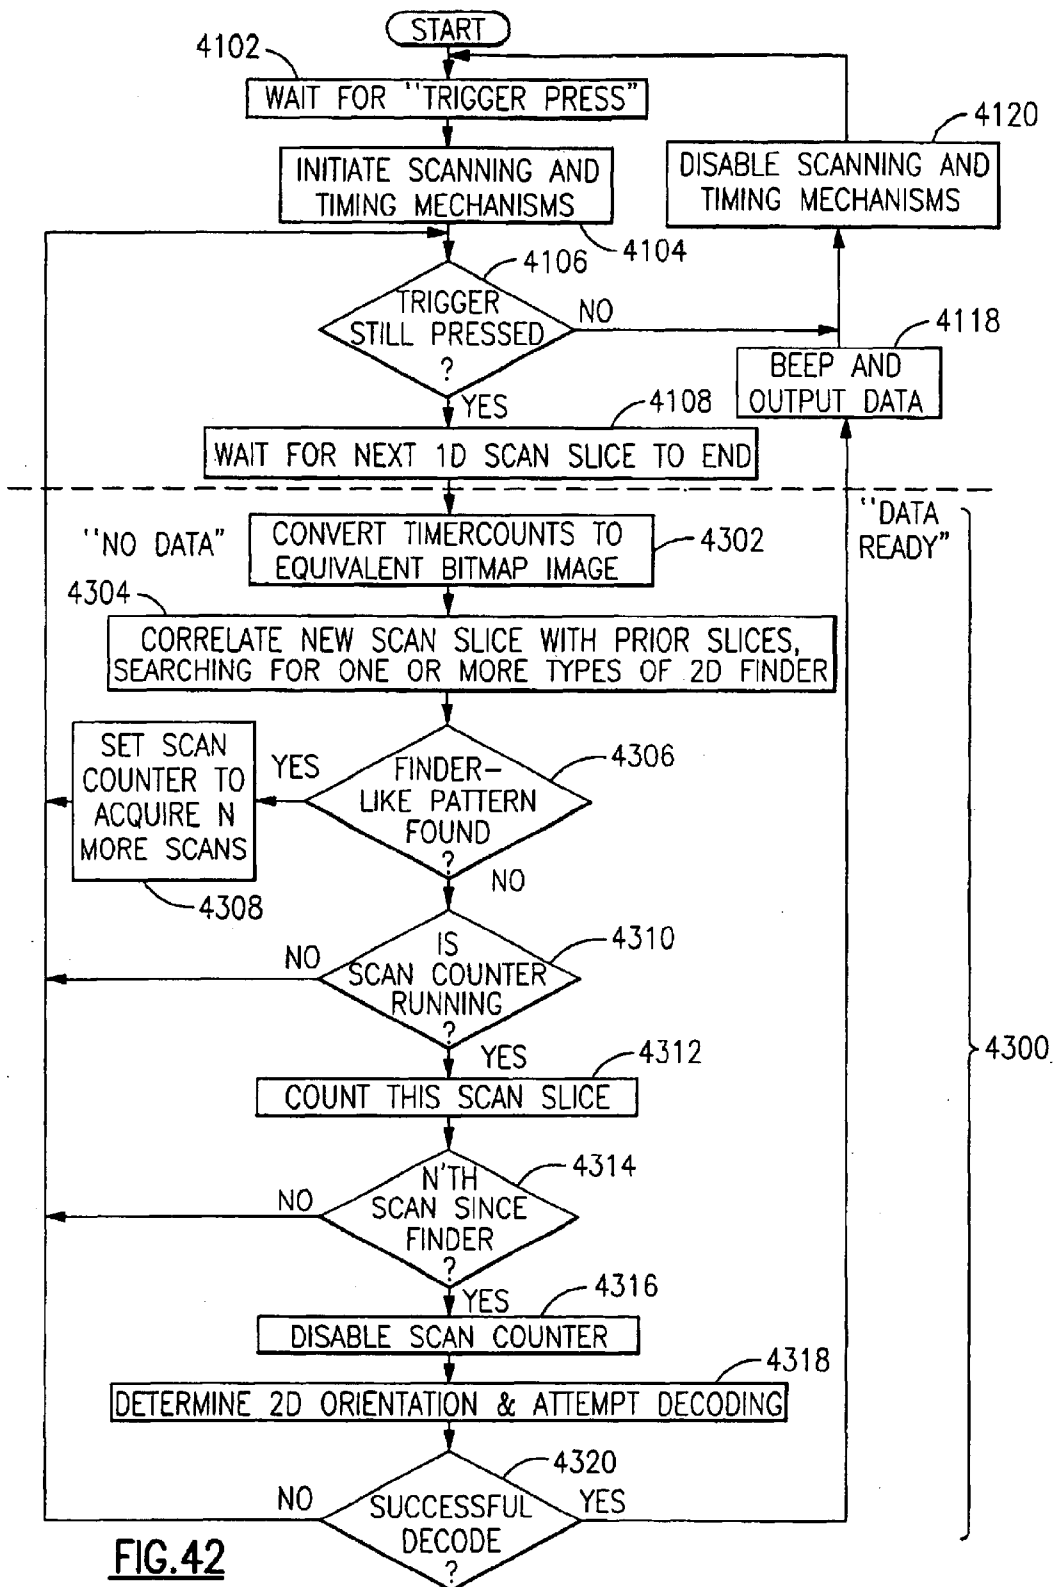 START
4102
WAIT FOR "TRIGGER PRESS"
4120
INITIATE SCANNING AND
TIMING MECHANISMS
DISABLE SCANNING AND
TIMING MECHANISMS
4104
4106
TRIGGER
STILL PRESSED
?
NO
4118
BEEP AND
OUTPUT DATA
YES
4108
WAIT FOR NEXT 1D SCAN SLICE TO END
"NO DATA"
"DATA
READY"
CONVERT TIMERCOUNTS TO
EQUIVALENT BITMAP IMAGE
4302
4304
CORRELATE NEW SCAN SLICE WITH PRIOR SLICES,
SEARCHING FOR ONE OR MORE TYPES OF 2D FINDER
SET SCAN
COUNTER TO
ACQUIRE N
MORE SCANS
YES
FINDER-
LIKE PATTERN
FOUND
?
4306
4308
NO
IS
SCAN COUNTER
RUNNING
?
4310
NO
YES
4312
4300
COUNT THIS SCAN SLICE
N'TH
SCAN SINCE
FINDER
?
4314
NO
YES
4316
DISABLE SCAN COUNTER
4318
DETERMINE 2D ORIENTATION & ATTEMPT DECODING
4320
NO
SUCCESSFUL
DECODE
?
YES
FIG.42